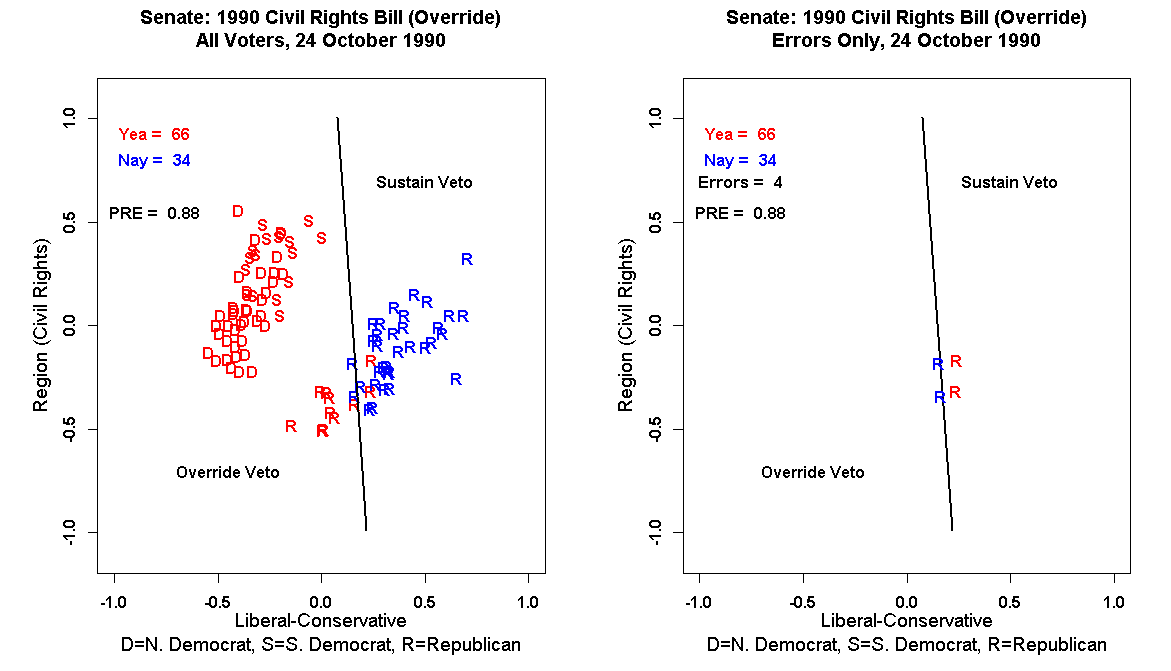 Senate: 1990 Civil Rights Bill (Override)
All Voters, 24 October 1990
Yea = 66
Nay = 34
PRE = 0.88
Sustain Veto
Override Veto
Region (Civil Rights)
1.0
0.5
0.0
-0.5
-1.0
-1.0 -0.5 0.0 0.5 1.0
Liberal-Conservative
D=N. Democrat, S=S. Democrat, R=Republican
Senate: 1990 Civil Rights Bill (Override)
Errors Only, 24 October 1990
Yea = 66
Nay = 34
Errors = 4
PRE = 0.88
Sustain Veto
R
R
R
R
Override Veto
Region (Civil Rights)
1.0
0.5
0.0
-0.5
-1.0
-1.0 -0.5 0.0 0.5 1.0
Liberal-Conservative
D=N. Democrat, S=S. Democrat, R=Republican